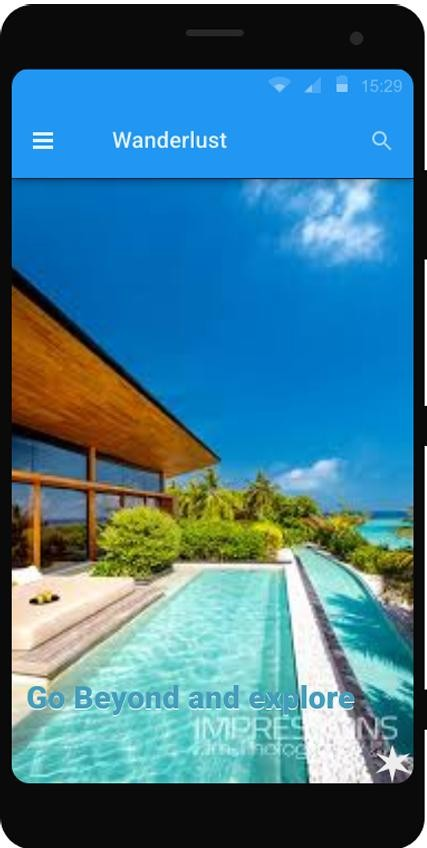 15:29
Wanderlust
Go Beyond and explore
IMPRESSIONS